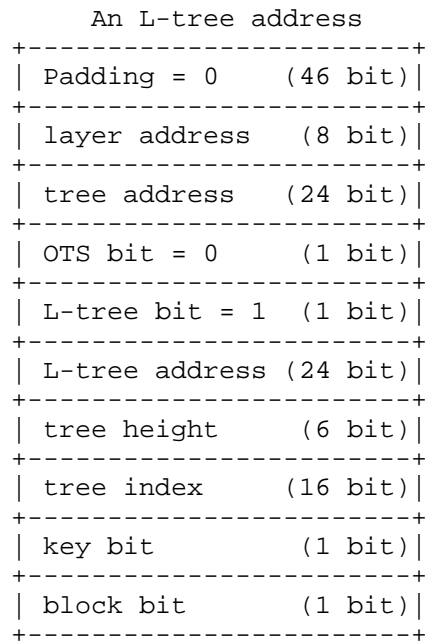 An L-tree address
+------------------------+
| Padding = 0    (46 bit)|
+------------------------+
| layer address   (8 bit)|
+------------------------+
| tree address   (24 bit)|
+------------------------+
| OTS bit = 0     (1 bit)|
+------------------------+
| L-tree bit = 1  (1 bit)|
+------------------------+
| L-tree address (24 bit)|
+------------------------+
| tree height     (6 bit)|
+------------------------+
| tree index     (16 bit)|
+------------------------+
| key bit         (1 bit)|
+------------------------+
| block bit       (1 bit)|
+------------------------+